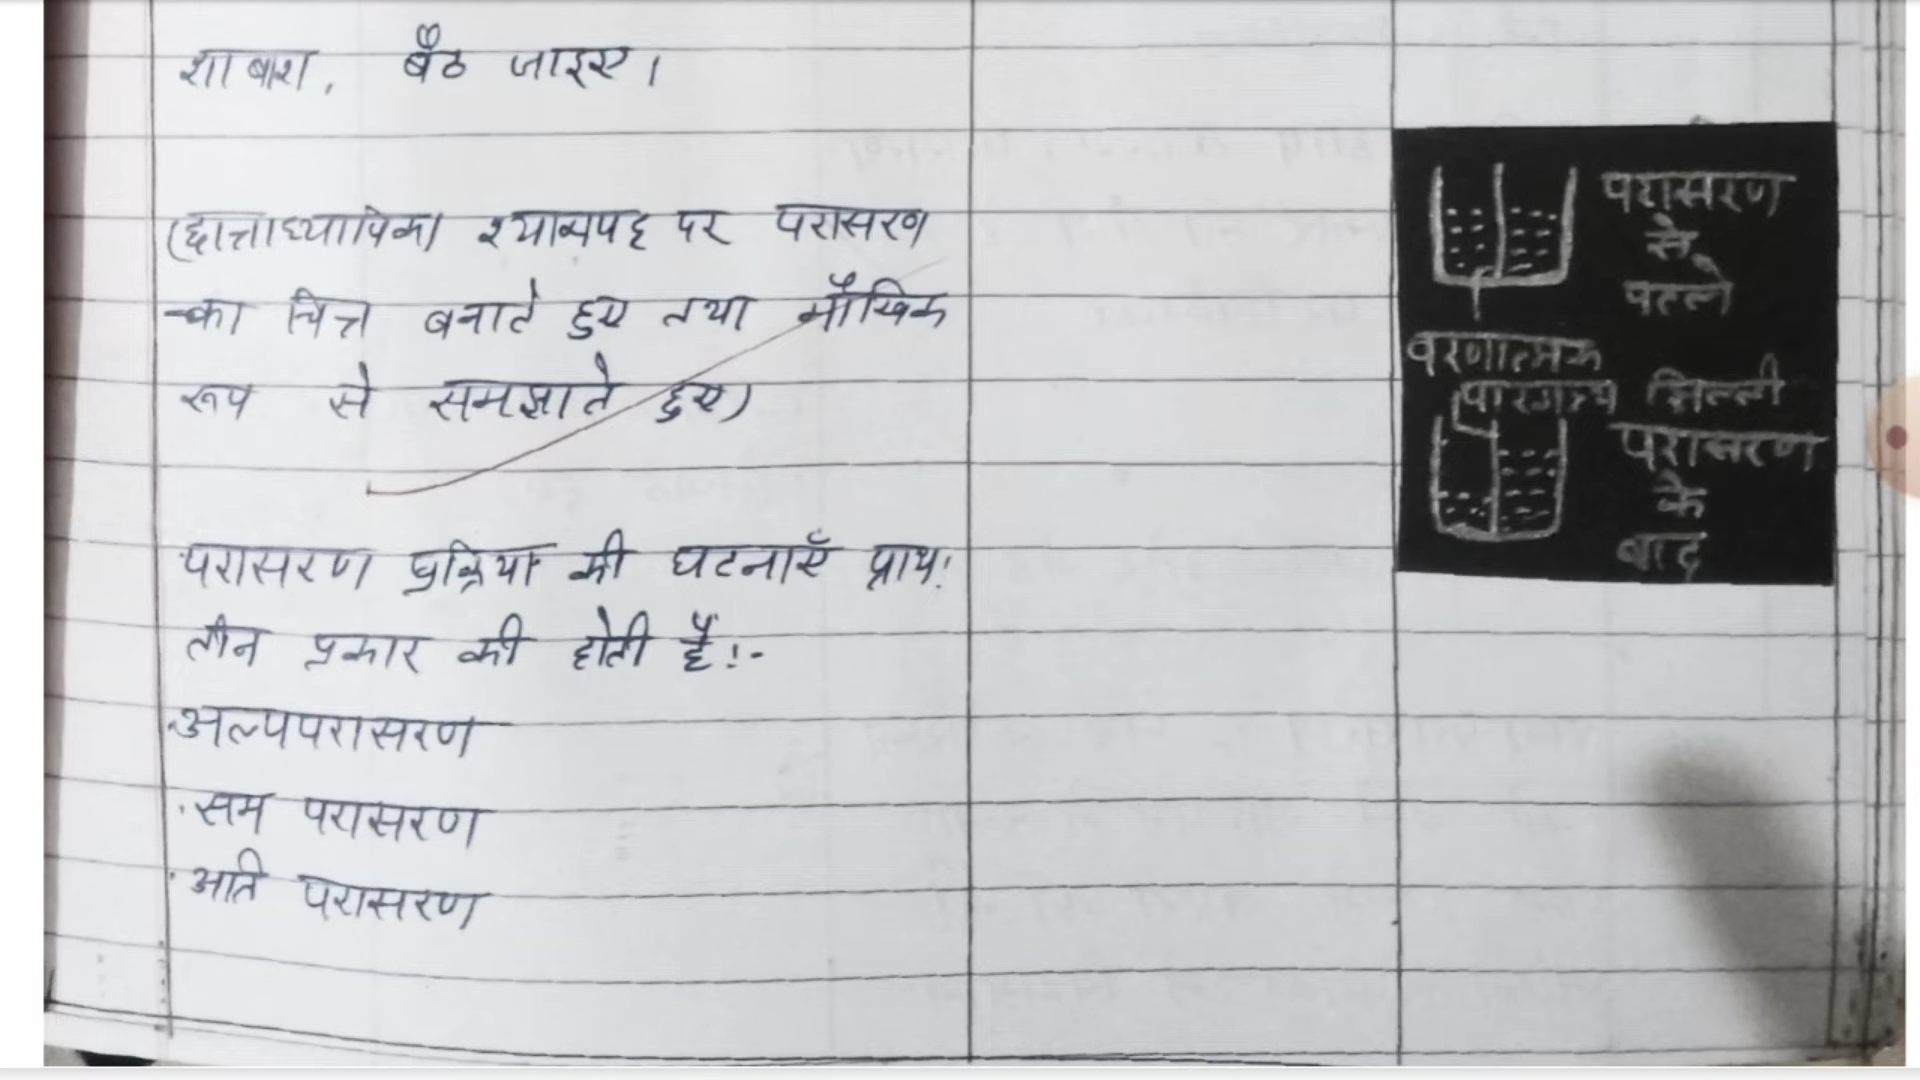 शाबाश, बैठ जाइए।
(छात्राध्यापिका श्यामपट्ट पर परासरण
का चित्र बनाते हुए तथा मौखिक
रूप से समझाते हुए)
परासरण प्रक्रिया की घटनाएँ प्राय:
तीन प्रकार की होती हैं:-
·अल्पपरासरण
·सम परासरण
·अति परासरण
परासरण
से
पहले
वरणात्मक
पारगम्य झिल्ली
परासरण
के
बाद